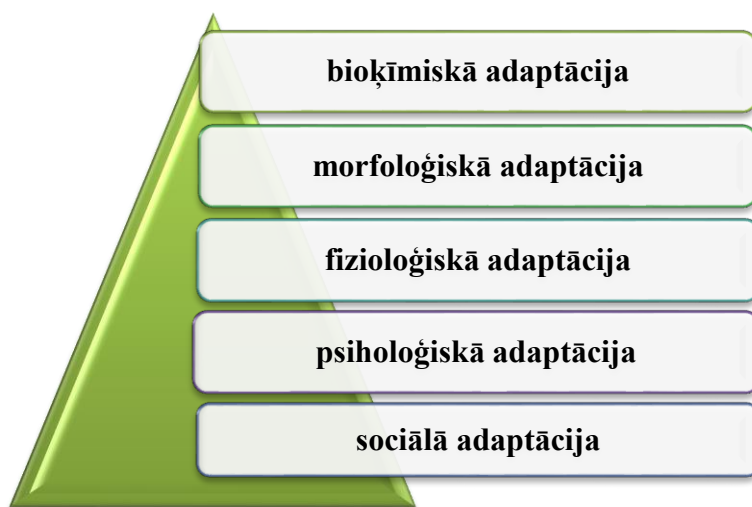 bioķīmiskā adaptācija
morfoloģiskā adaptācija
fizioloģiskā adaptācija
psiholoģiskā adaptācija
sociālā adaptācija